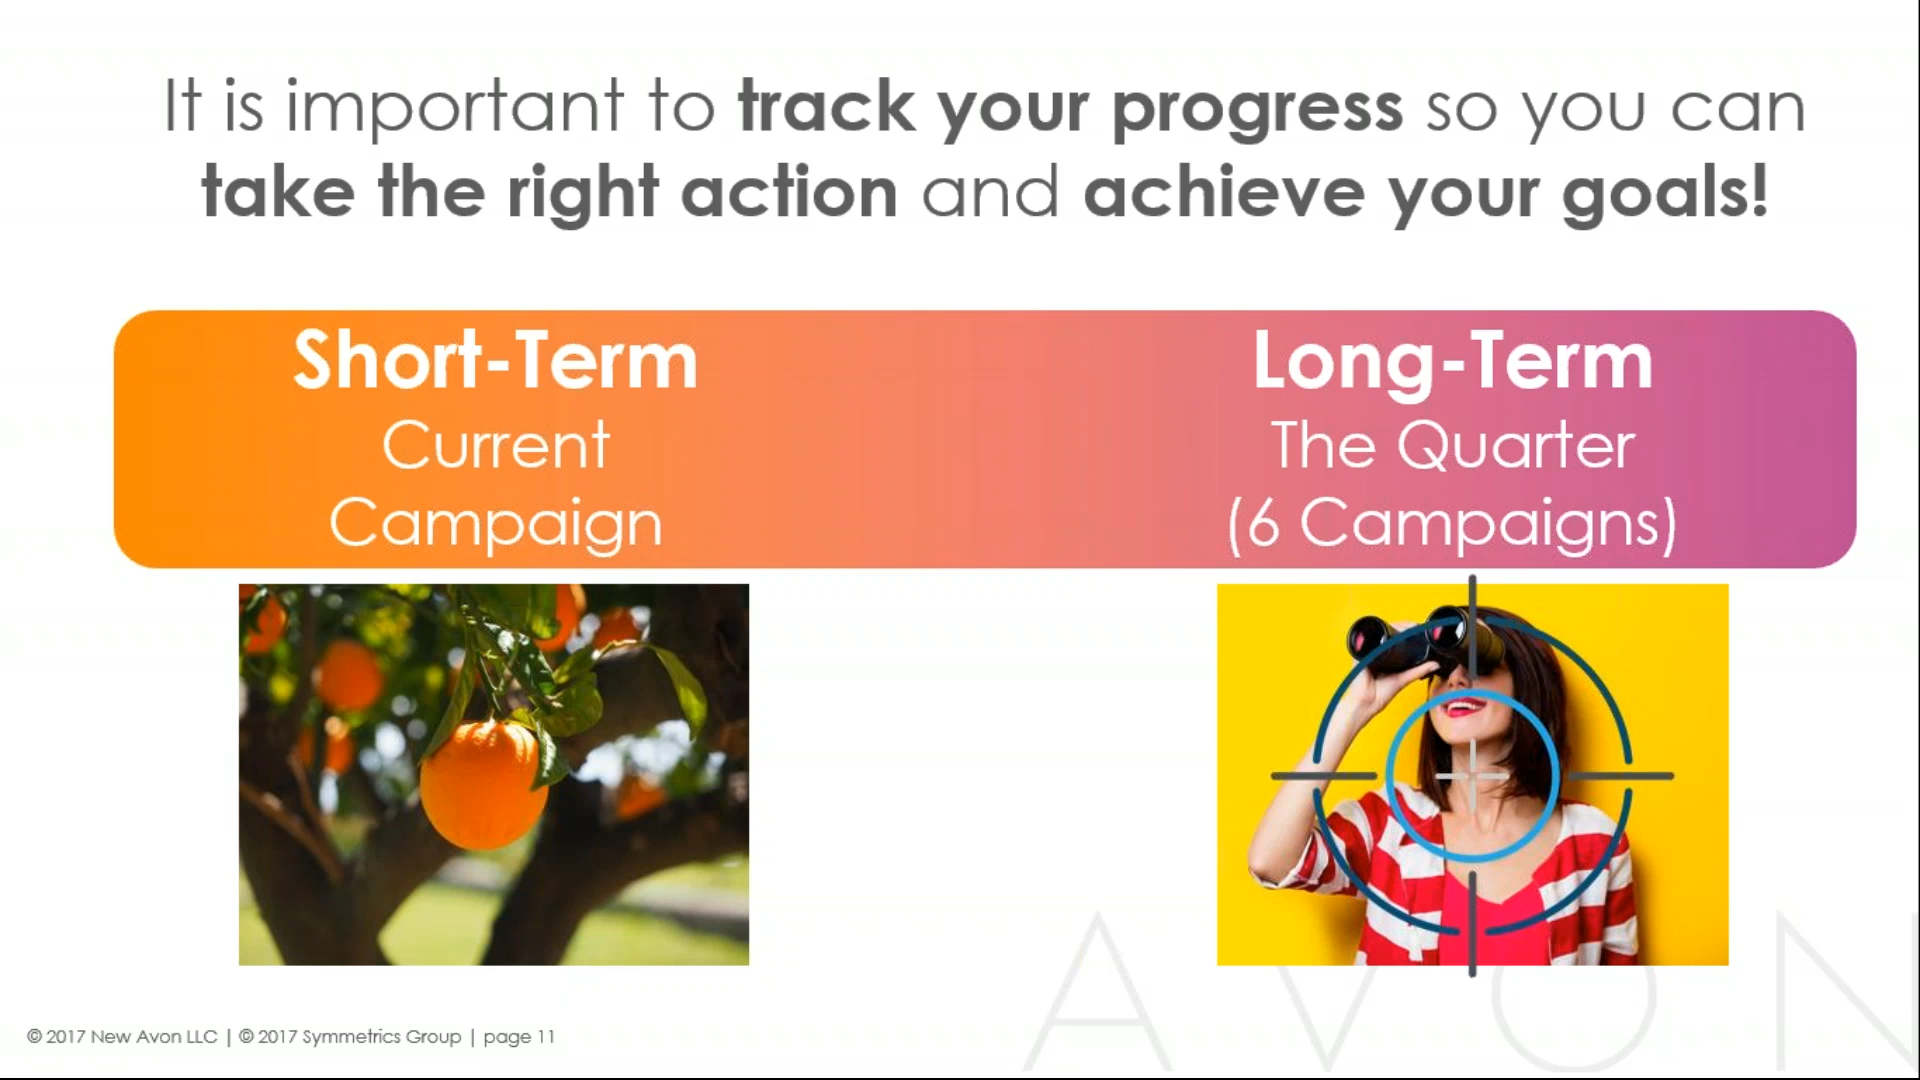 It is important to track your progress so you can
take the right action and achieve your goals!
Short-Term
Current
Campaign
Long-Term
The Quarter
(6 Campaigns)
© 2017 New Avon LLC | © 2017 Symmetrics Group | page 11
AVON